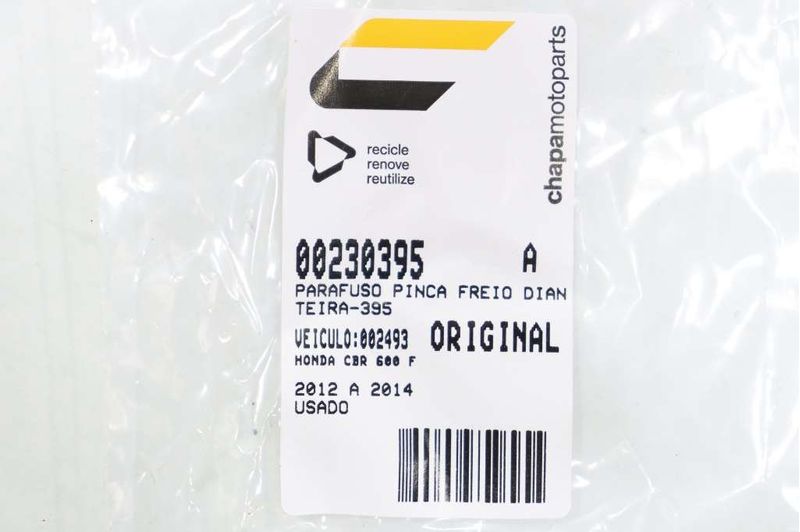 chapamotoparts
recicle
renove
reutilize
00230395 A
PARAFUSO PINCA FREIO DIAN
TEIRA-395
VEICULO:002493 ORIGINAL
HONDA CBR 600 F
2012 A 2014
USADO